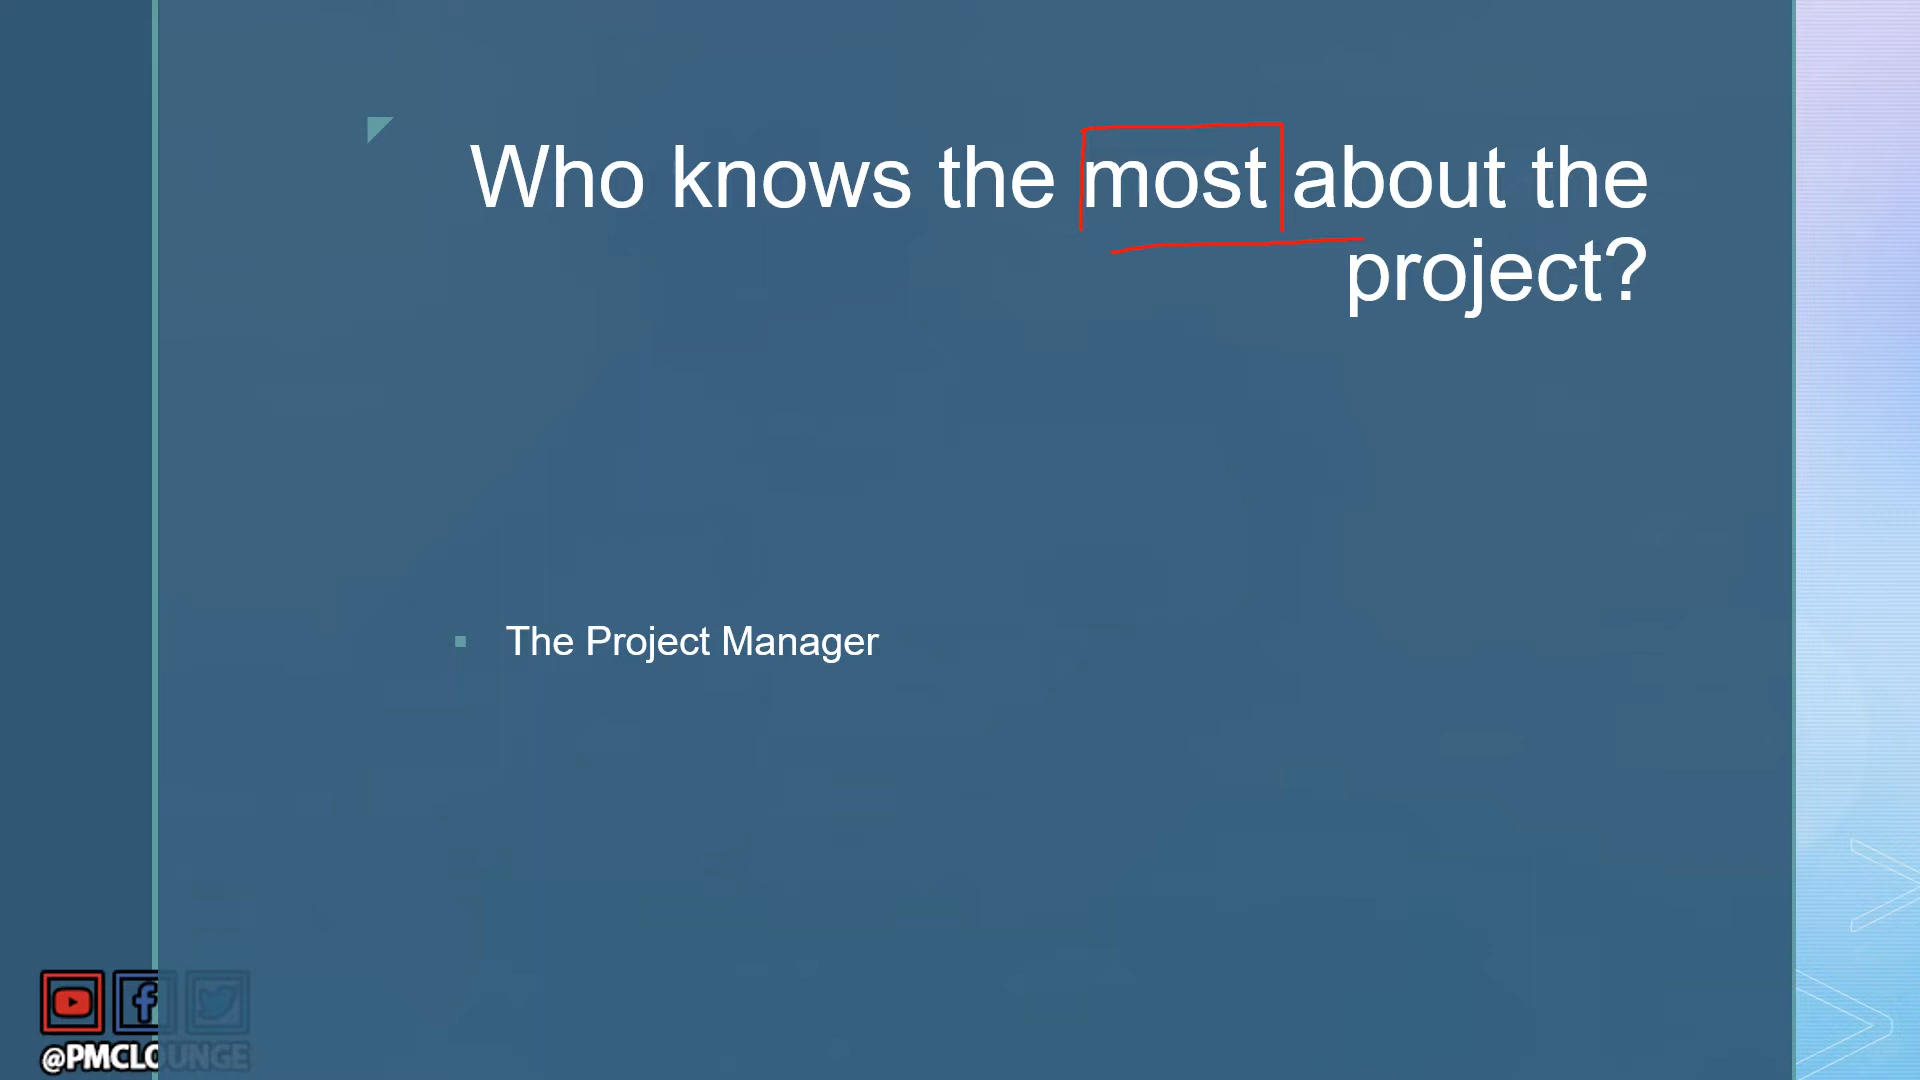 Who knows the most about the
project?
The Project Manager
@PMCLOUNGE